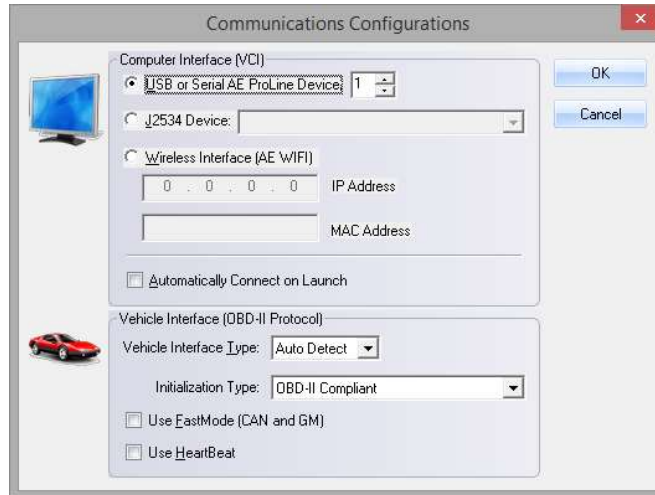 Communications Configurations
x
Computer Interface (VCI)
USB or Serial AE ProLine Device 1
OK
J2534 Device:
Cancel
Wireless Interface (AE WIFI)
0 . 0 . 0 . 0 IP Address
MAC Address
Automatically Connect on Launch
Vehicle Interface (OBD-II Protocol)
Vehicle Interface Type: Auto Detect
Initialization Type: OBD-II Compliant
Use FastMode (CAN and GM)
Use HeartBeat